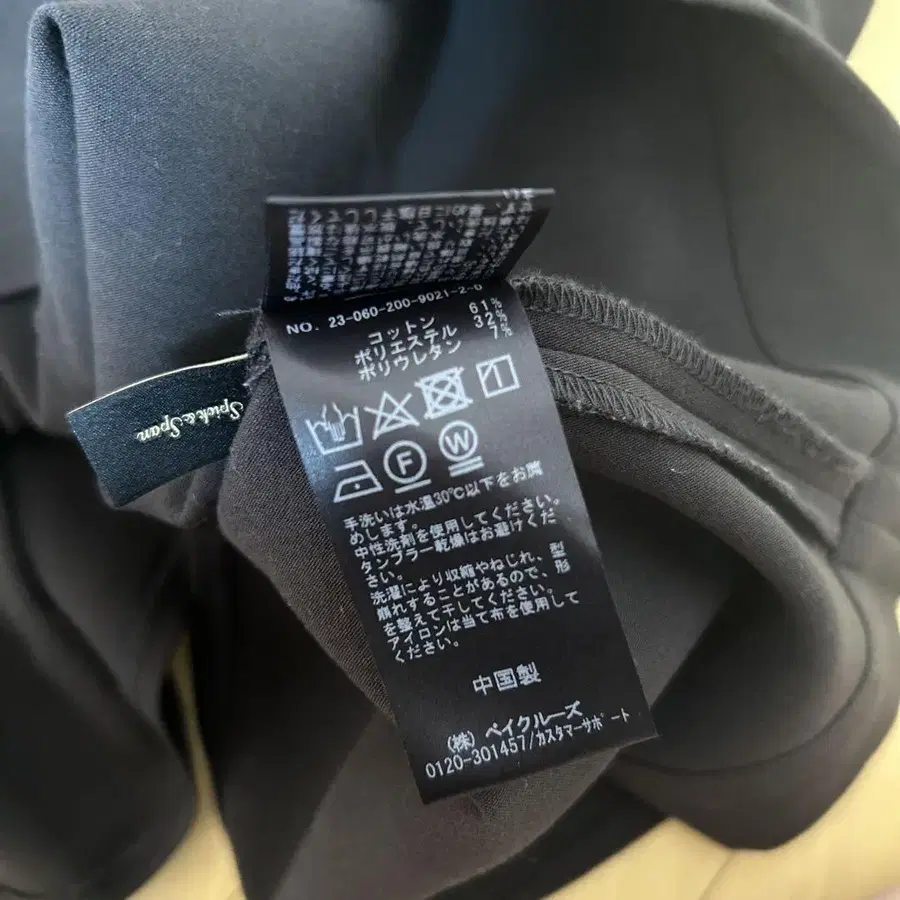 NO. 23-060-200-9021-2-0
コットン 61%
ポリエステル 32%
ポリウレタン 7%
F
W
Spick&Span
手洗いは水温30℃以下をお薦
めします。
中性洗剤を使用してください。
タンブラー乾燥はお避けくだ
さい。
洗濯により収縮やねじれ、型
崩れすることがあるので、形
を整えて干してください。
アイロンは当て布を使用して
ください。
中国製
(株) ベイクルーズ
0120-301457/カスタマーサポート